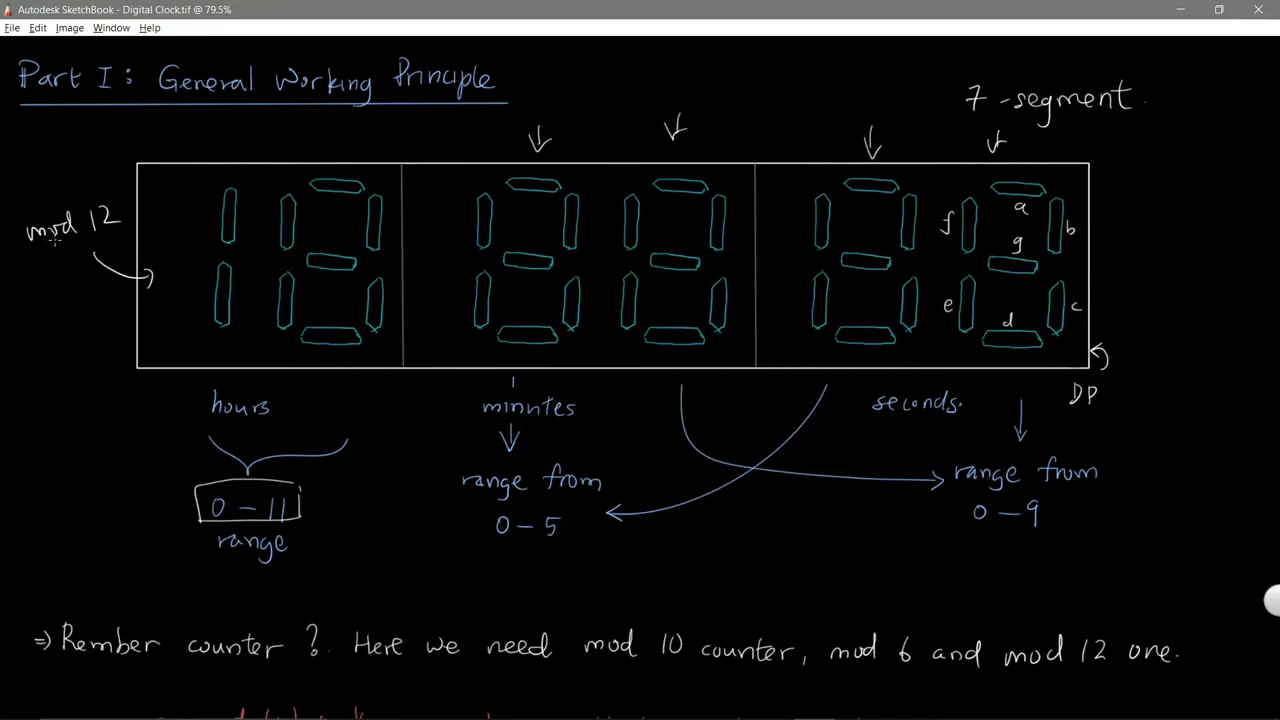 Autodesk SketchBook - Digital Clock.tif @ 79.5%
File Edit Image Window Help
Part I: General Working Principle
7-segment
mod 12
a
f b
g
e c
d
DP
hours minutes seconds.
range from 0 - 5
range from 0 - 9
0 - 11
range
⇒ Rember counter ? Here we need mod 10 counter, mod 6 and mod 12 one.